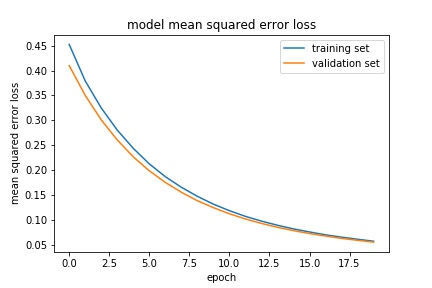 model mean squared error loss
training set
validation set
0.45
0.40
0.35
0.30
0.25
0.20
0.15
0.10
0.05
mean squared error loss
0.0 2.5 5.0 7.5 10.0 12.5 15.0 17.5
epoch